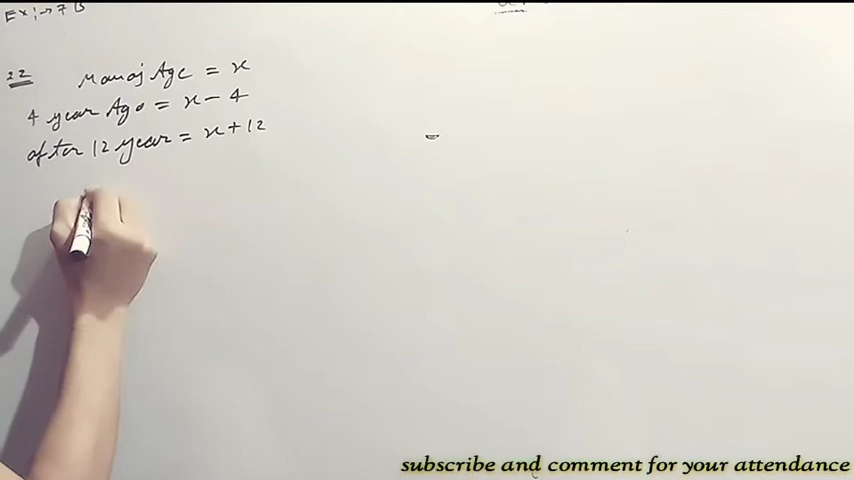 Ex:→ 7B
22
Manoj Age = x
4 year Ago = x - 4
after 12 year = x + 12
subscribe and comment for your attendance